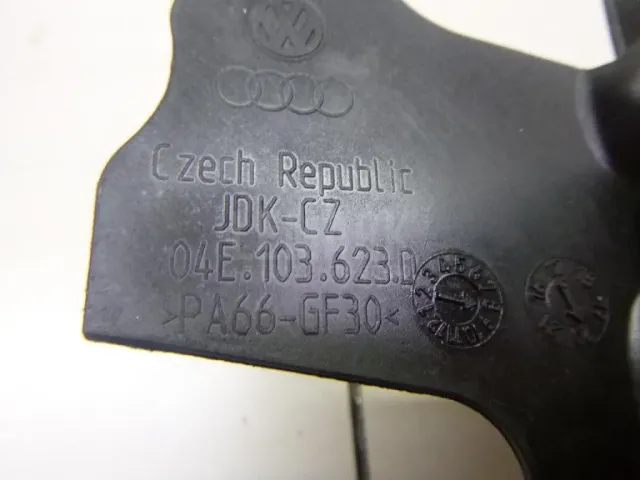 Czech Republic
JDK-CZ
04E.103.623.D
>PA66-GF30<